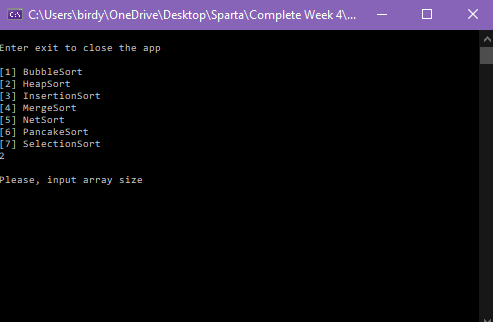 C:\Users\birdy\OneDrive\Desktop\Sparta\Complete Week 4\...
Enter exit to close the app
[1] BubbleSort
[2] HeapSort
[3] InsertionSort
[4] MergeSort
[5] NetSort
[6] PancakeSort
[7] SelectionSort
2
Please, input array size